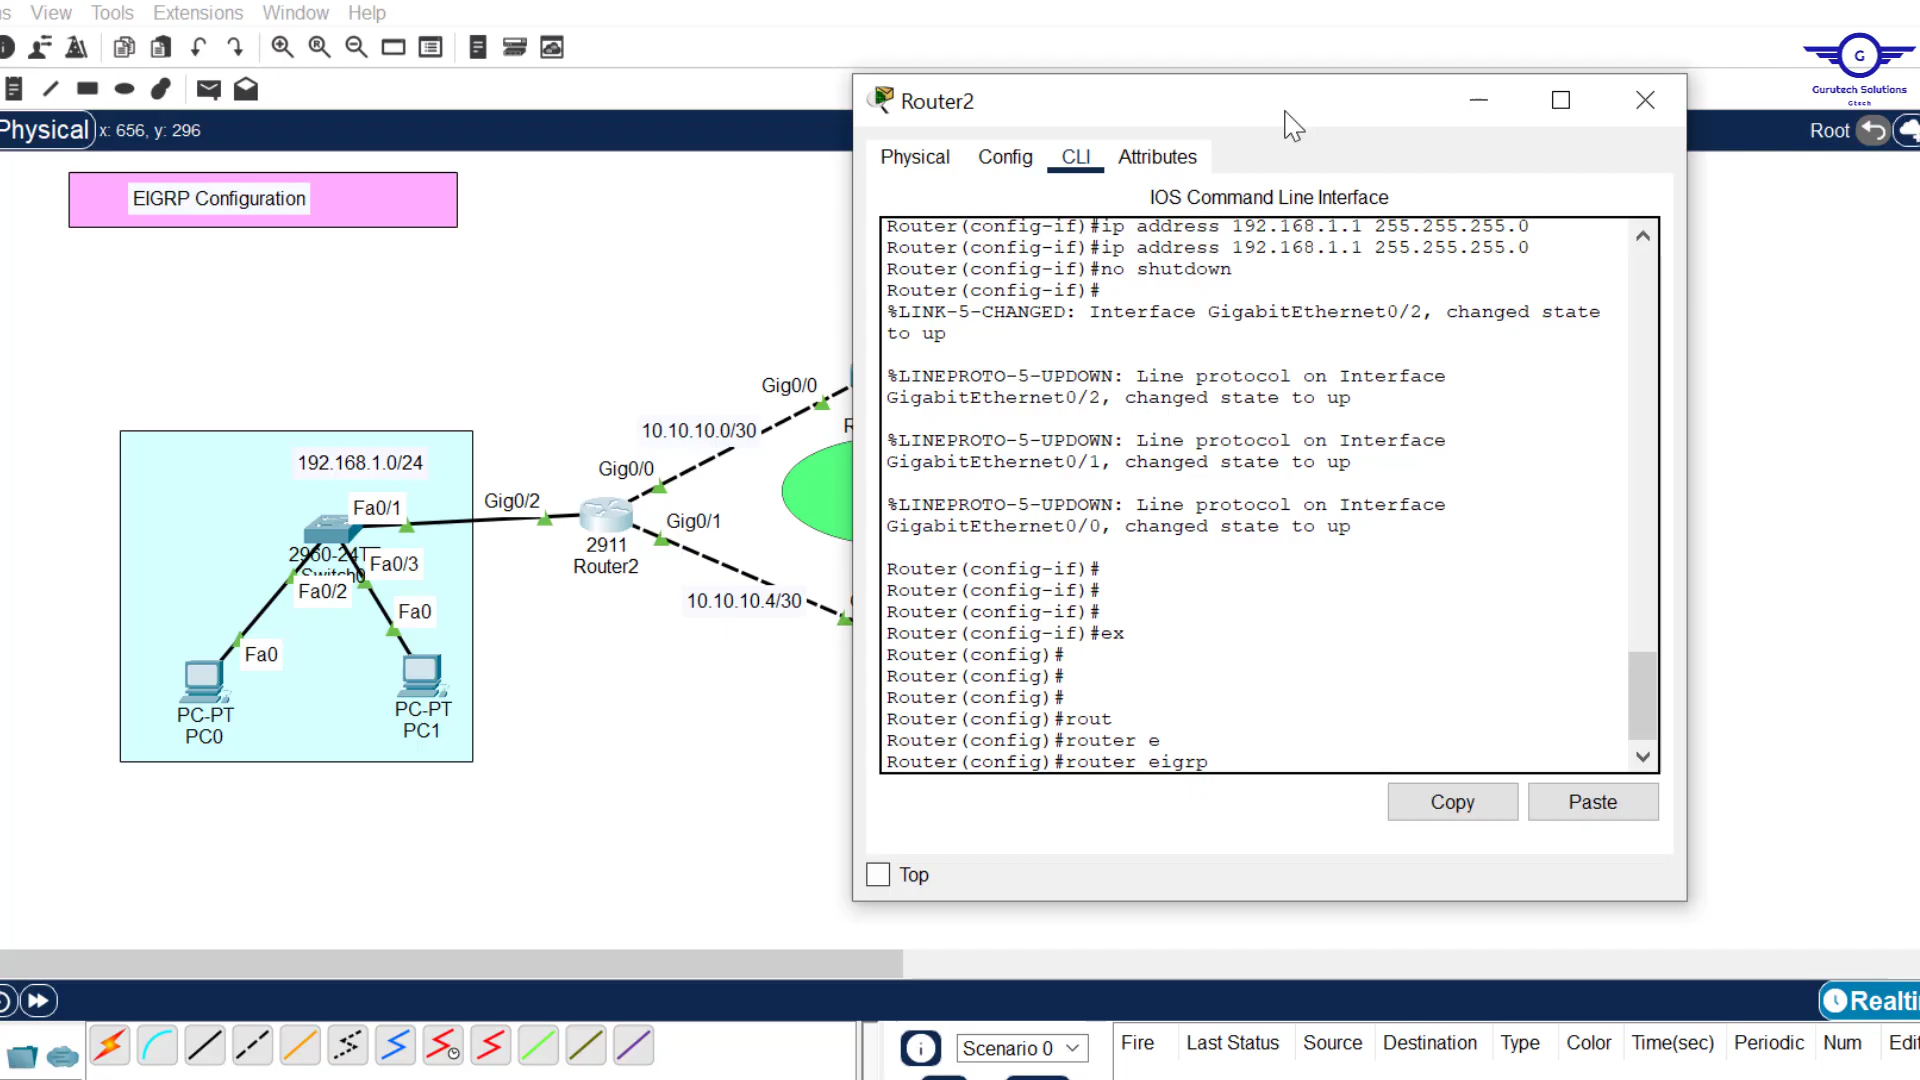 View Tools Extensions Window Help
G
Gurutech Solutions
Gtech
Physical x: 656, y: 296
Root
EIGRP Configuration
192.168.1.0/24
Fa0/1
2960-24T
Switch0
Fa0/3
Fa0/2
Fa0
Fa0
PC-PT
PC0
PC-PT
PC1
Gig0/2
Gig0/0
10.10.10.0/30
Gig0/0
Gig0/1
2911
Router2
10.10.10.4/30
R
Router2
Physical Config CLI Attributes
IOS Command Line Interface
Router(config-if)#ip address 192.168.1.1 255.255.255.0
Router(config-if)#ip address 192.168.1.1 255.255.255.0
Router(config-if)#no shutdown
Router(config-if)#
%LINK-5-CHANGED: Interface GigabitEthernet0/2, changed state
to up
%LINEPROTO-5-UPDOWN: Line protocol on Interface
GigabitEthernet0/2, changed state to up
%LINEPROTO-5-UPDOWN: Line protocol on Interface
GigabitEthernet0/1, changed state to up
%LINEPROTO-5-UPDOWN: Line protocol on Interface
GigabitEthernet0/0, changed state to up
Router(config-if)#
Router(config-if)#
Router(config-if)#
Router(config-if)#ex
Router(config)#
Router(config)#
Router(config)#
Router(config)#rout
Router(config)#router e
Router(config)#router eigrp
Copy Paste
Top
Realti
Scenario 0
Fire Last Status Source Destination Type Color Time(sec) Periodic Num Edit